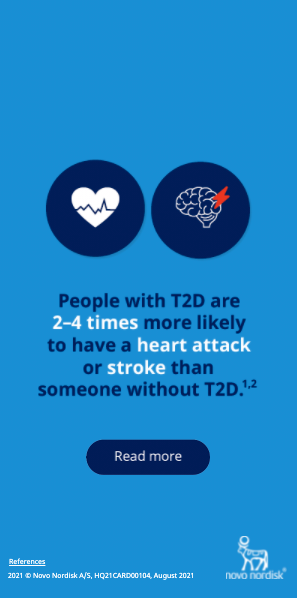 People with T2D are
2–4 times more likely
to have a heart attack
or stroke than
someone without T2D.1,2
Read more
References
2021 © Novo Nordisk A/S, HQ21CARD00104, August 2021
novo nordisk®